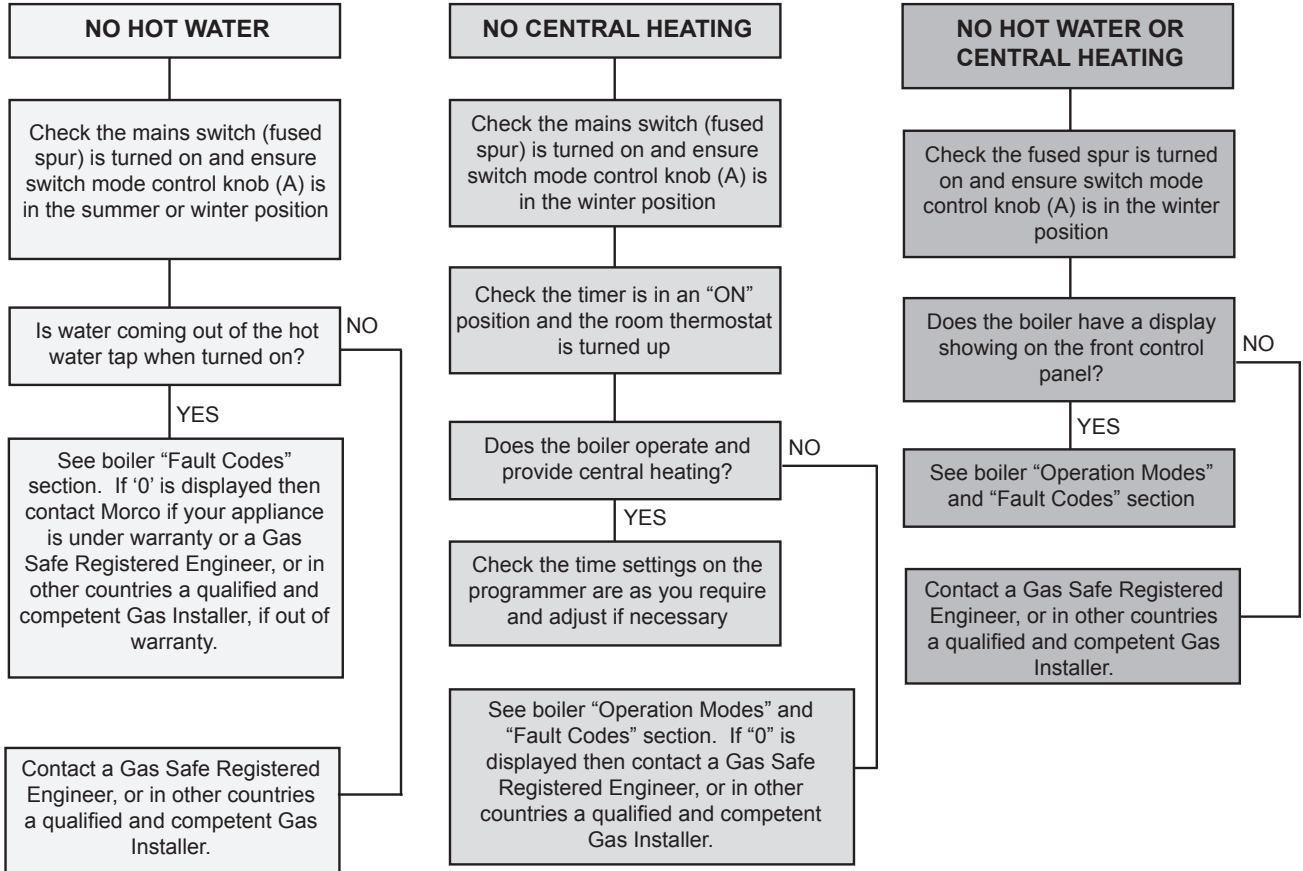 NO HOT WATER
Check the mains switch (fused
spur) is turned on and ensure
switch mode control knob (A) is
in the summer or winter position
Is water coming out of the hot
water tap when turned on?
NO
YES
See boiler “Fault Codes”
section. If ‘0’ is displayed then
contact Morco if your appliance
is under warranty or a Gas
Safe Registered Engineer, or in
other countries a qualified and
competent Gas Installer, if out of
warranty.
Contact a Gas Safe Registered
Engineer, or in other countries
a qualified and competent Gas
Installer.
NO CENTRAL HEATING
Check the mains switch (fused
spur) is turned on and ensure
switch mode control knob (A) is
in the winter position
Check the timer is in an “ON”
position and the room thermostat
is turned up
Does the boiler operate and
provide central heating?
NO
YES
Check the time settings on the
programmer are as you require
and adjust if necessary
See boiler “Operation Modes” and
“Fault Codes” section. If “0” is
displayed then contact a Gas Safe
Registered Engineer, or in other
countries a qualified and competent
Gas Installer.
NO HOT WATER OR
CENTRAL HEATING
Check the fused spur is turned
on and ensure switch mode
control knob (A) is in the winter
position
Does the boiler have a display
showing on the front control
panel?
NO
YES
See boiler “Operation Modes”
and “Fault Codes” section
Contact a Gas Safe Registered
Engineer, or in other countries
a qualified and competent Gas
Installer.